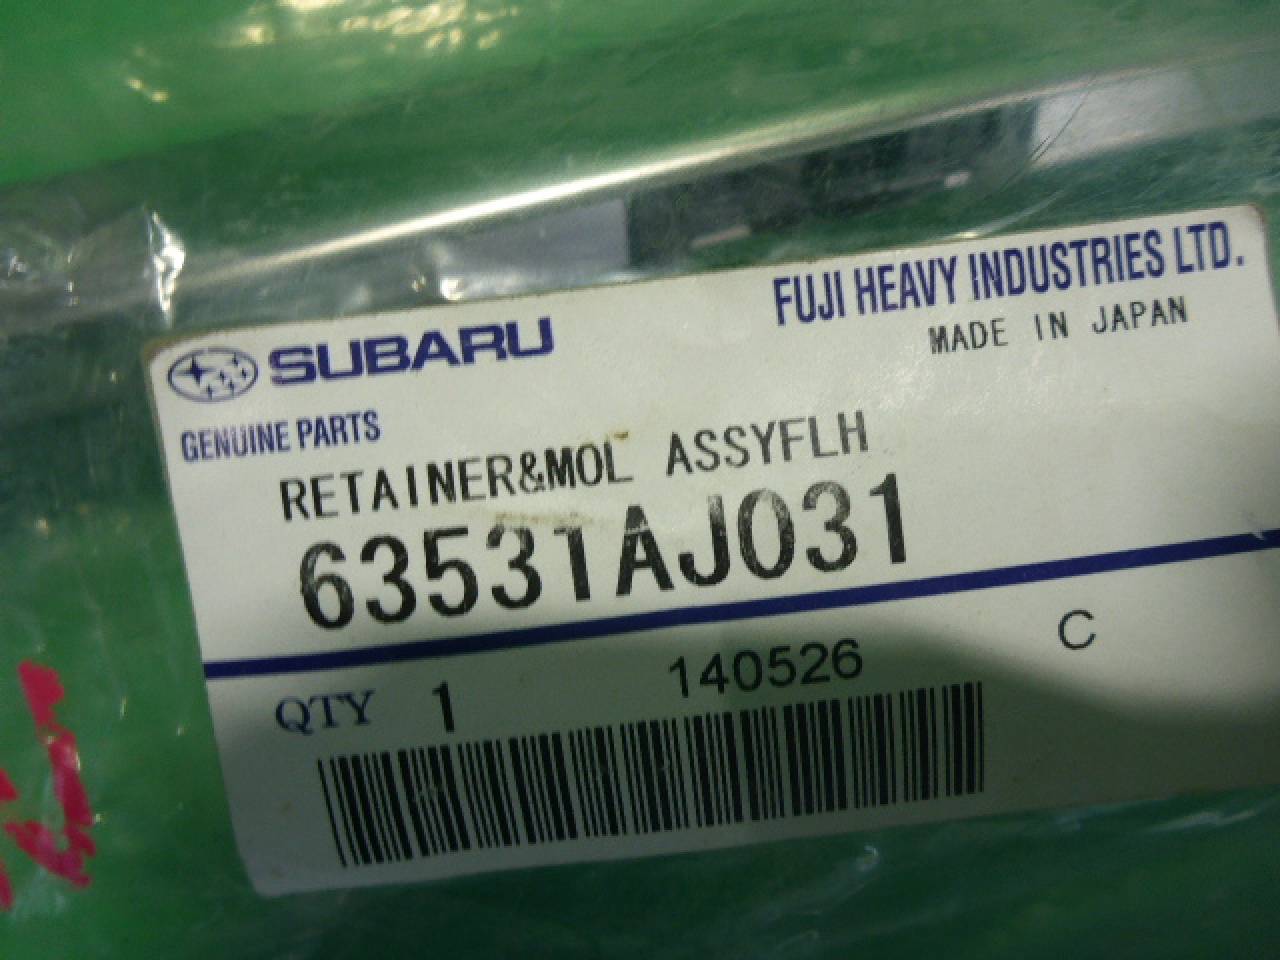 SUBARU
FUJI HEAVY INDUSTRIES LTD.
MADE IN JAPAN
GENUINE PARTS
RETAINER&MOL ASSYFLH
63531AJ031
QTY 1
140526
C